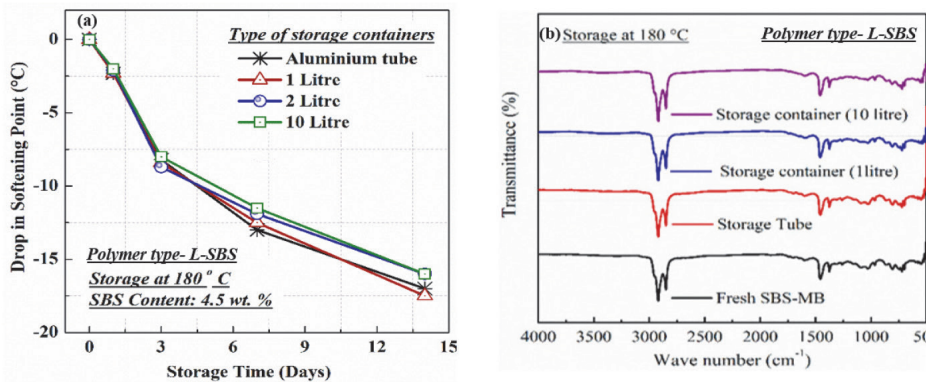 (a)
Type of storage containers
Aluminium tube
1 Litre
2 Litre
10 Litre
Drop in Softening Point (°C)
0
-5
-10
-15
-20
Polymer type- L-SBS
Storage at 180 ° C
SBS Content: 4.5 wt. %
0
3
6
9
12
15
Storage Time (Days)
(b)
Storage at 180 °C
Polymer type- L-SBS
Transmittance (%)
Storage container (10 litre)
Storage container (1litre)
Storage Tube
Fresh SBS-MB
4000
3500
3000
2500
2000
1500
1000
500
Wave number (cm⁻¹)